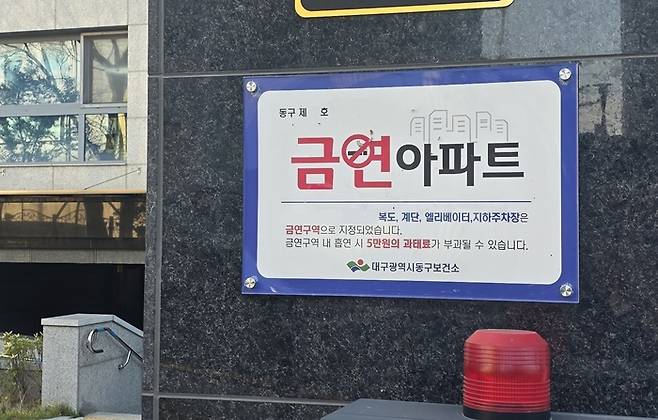 동구 제 호
금연아파트
복도, 계단, 엘리베이터,지하주차장은
금연구역으로 지정되었습니다.
금연구역 내 흡연 시 5만원의 과태료가 부과될 수 있습니다.
대구광역시동구보건소